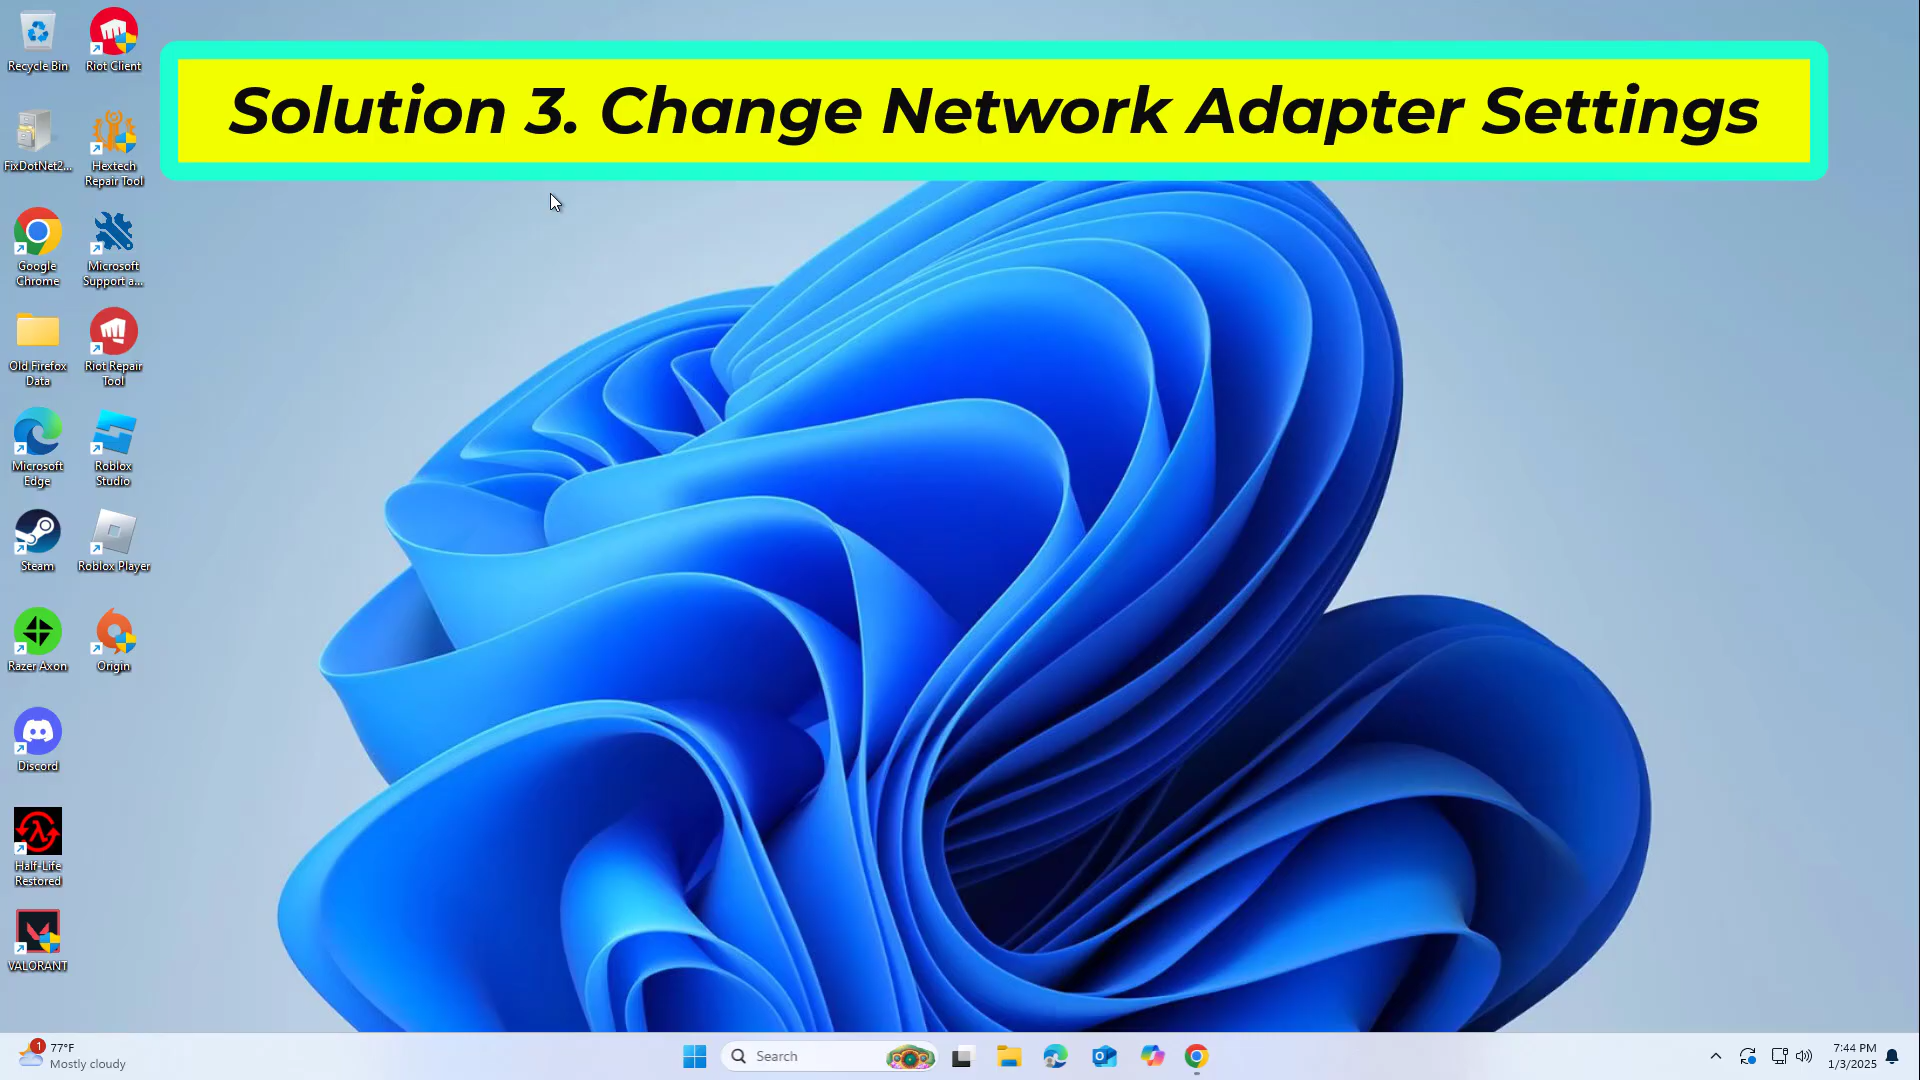 Solution 3. Change Network Adapter Settings
Recycle Bin
Riot Client
FixDotNet2...
Hextech
Repair Tool
Google
Chrome
Microsoft
Support a...
Old Firefox
Data
Riot Repair
Tool
Microsoft
Edge
Roblox
Studio
Steam
Roblox Player
Razer Axon
Origin
Discord
Half-Life
Restored
VALORANT
1
77°F
Mostly cloudy
Search
7:44 PM
1/3/2025